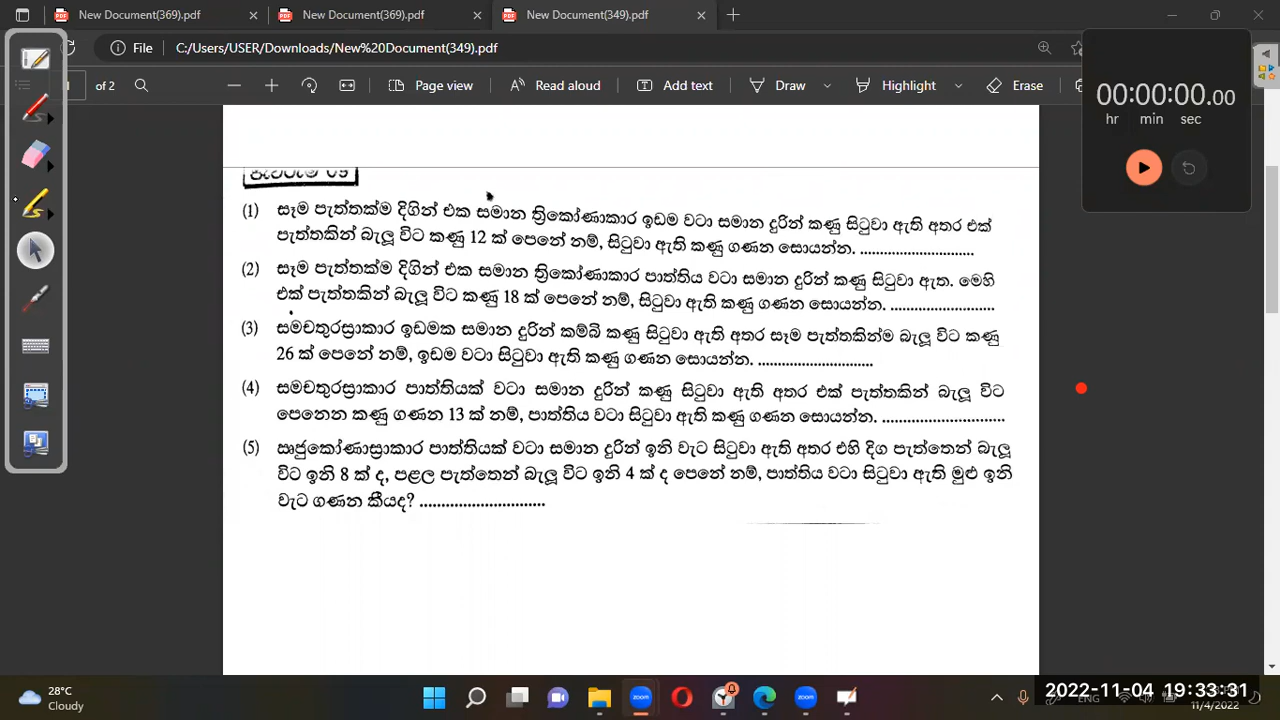 New Document(369).pdf
New Document(369).pdf
New Document(349).pdf
File
C:/Users/USER/Downloads/New%20Document(349).pdf
of 2
Page view
Read aloud
Add text
Draw
Highlight
Erase
00:00:00.00
hr min sec
(1) සෑම පැත්තක්ම දිගින් එක සමාන ත්‍රිකෝණාකාර ඉඩම වටා සමාන දුරින් කණු සිටුවා ඇති අතර එක්
පැත්තකින් බැලූ විට කණු 12 ක් පෙනේ නම්, සිටුවා ඇති කණු ගණන සොයන්න. ..........................
(2) සෑම පැත්තක්ම දිගින් එක සමාන ත්‍රිකෝණාකාර පාත්තිය වටා සමාන දුරින් කණු සිටුවා ඇත. මෙහි
එක් පැත්තකින් බැලූ විට කණු 18 ක් පෙනේ නම්, සිටුවා ඇති කණු ගණන සොයන්න. ........................
(3) සමචතුරස්‍රාකාර ඉඩමක සමාන දුරින් කම්බි කණු සිටුවා ඇති අතර සෑම පැත්තකින්ම බැලූ විට කණු
26 ක් පෙනේ නම්, ඉඩම වටා සිටුවා ඇති කණු ගණන සොයන්න. ..........................
(4) සමචතුරස්‍රාකාර පාත්තියක් වටා සමාන දුරින් කණු සිටුවා ඇති අතර එක් පැත්තකින් බැලූ විට
පෙනෙන කණු ගණන 13 ක් නම්, පාත්තිය වටා සිටුවා ඇති කණු ගණන සොයන්න. ............................
(5) ඍජුකෝණාස්‍රාකාර පාත්තියක් වටා සමාන දුරින් ඉනි වැට සිටුවා ඇති අතර එහි දිග පැත්තෙන් බැලූ
විට ඉනි 8 ක් ද, පළල පැත්තෙන් බැලූ විට ඉනි 4 ක් ද පෙනේ නම්, පාත්තිය වටා සිටුවා ඇති මුළු ඉනි
වැට ගණන කීයද? .............................
28°C
Cloudy
zoom
zoom
ENG
2022-11-04 19:33:31
11/4/2022